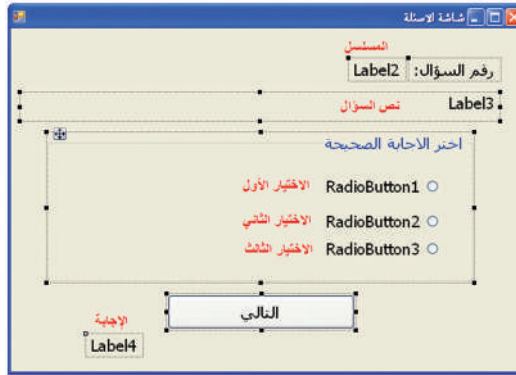 شاشة الاسئلة
المسلسل
رقم السؤال: Label2
Label3 نص السؤال
اختر الاجابة الصحيحة
RadioButton1 الاختيار الأول
RadioButton2 الاختيار الثاني
RadioButton3 الاختيار الثالث
التالي
الإجابة
Label4